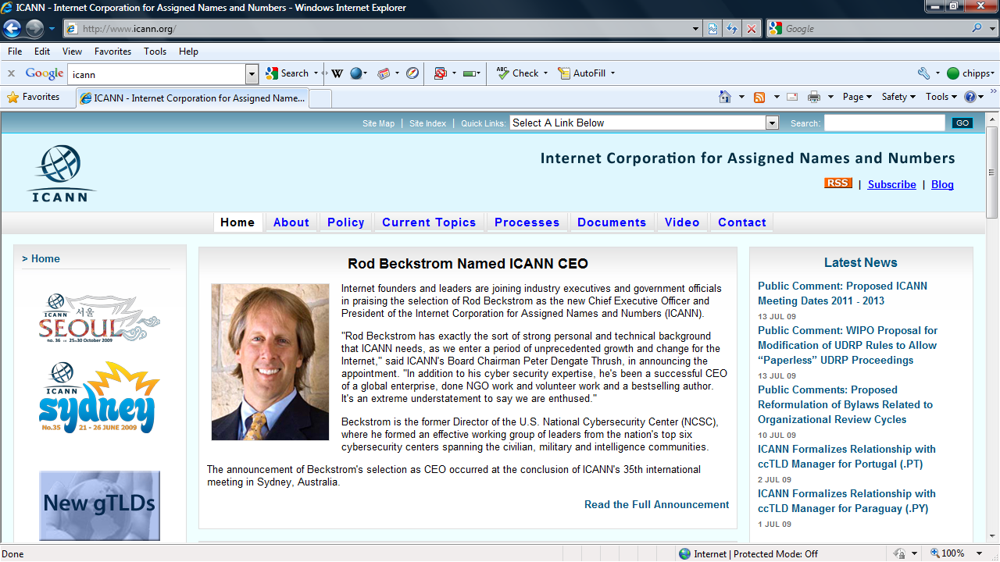 ICANN - Internet Corporation for Assigned Names and Numbers - Windows Internet Explorer
http://www.icann.org/
Google
File Edit View Favorites Tools Help
x Google icann Search W ABC Check AutoFill chipps
Favorites ICANN - Internet Corporation for Assigned Name... Page Safety Tools
Site Map | Site Index | Quick Links: Select A Link Below Search: GO
ICANN
Internet Corporation for Assigned Names and Numbers
RSS | Subscribe | Blog
Home About Policy Current Topics Processes Documents Video Contact
> Home
ICANN 서울
SEOUL
no. 36 25-30 October 2009
ICANN
sydney
No.35 21 - 26 JUNE 2009
New gTLDs
Rod Beckstrom Named ICANN CEO
Internet founders and leaders are joining industry executives and government officials
in praising the selection of Rod Beckstrom as the new Chief Executive Officer and
President of the Internet Corporation for Assigned Names and Numbers (ICANN).
"Rod Beckstrom has exactly the sort of strong personal and technical background
that ICANN needs, as we enter a period of unprecedented growth and change for the
Internet," said ICANN's Board Chairman Peter Dengate Thrush, in announcing the
appointment. "In addition to his cyber security expertise, he's been a successful CEO
of a global enterprise, done NGO work and volunteer work and a bestselling author.
It's an extreme understatement to say we are enthused."
Beckstrom is the former Director of the U.S. National Cybersecurity Center (NCSC),
where he formed an effective working group of leaders from the nation's top six
cybersecurity centers spanning the civilian, military and intelligence communities.
The announcement of Beckstrom's selection as CEO occurred at the conclusion of ICANN's 35th international
meeting in Sydney, Australia.
Read the Full Announcement
Latest News
Public Comment: Proposed ICANN
Meeting Dates 2011 - 2013
13 JUL 09
Public Comment: WIPO Proposal for
Modification of UDRP Rules to Allow
“Paperless” UDRP Proceedings
13 JUL 09
Public Comments: Proposed
Reformulation of Bylaws Related to
Organizational Review Cycles
10 JUL 09
ICANN Formalizes Relationship with
ccTLD Manager for Portugal (.PT)
2 JUL 09
ICANN Formalizes Relationship with
ccTLD Manager for Paraguay (.PY)
1 JUL 09
Done Internet | Protected Mode: Off 100%